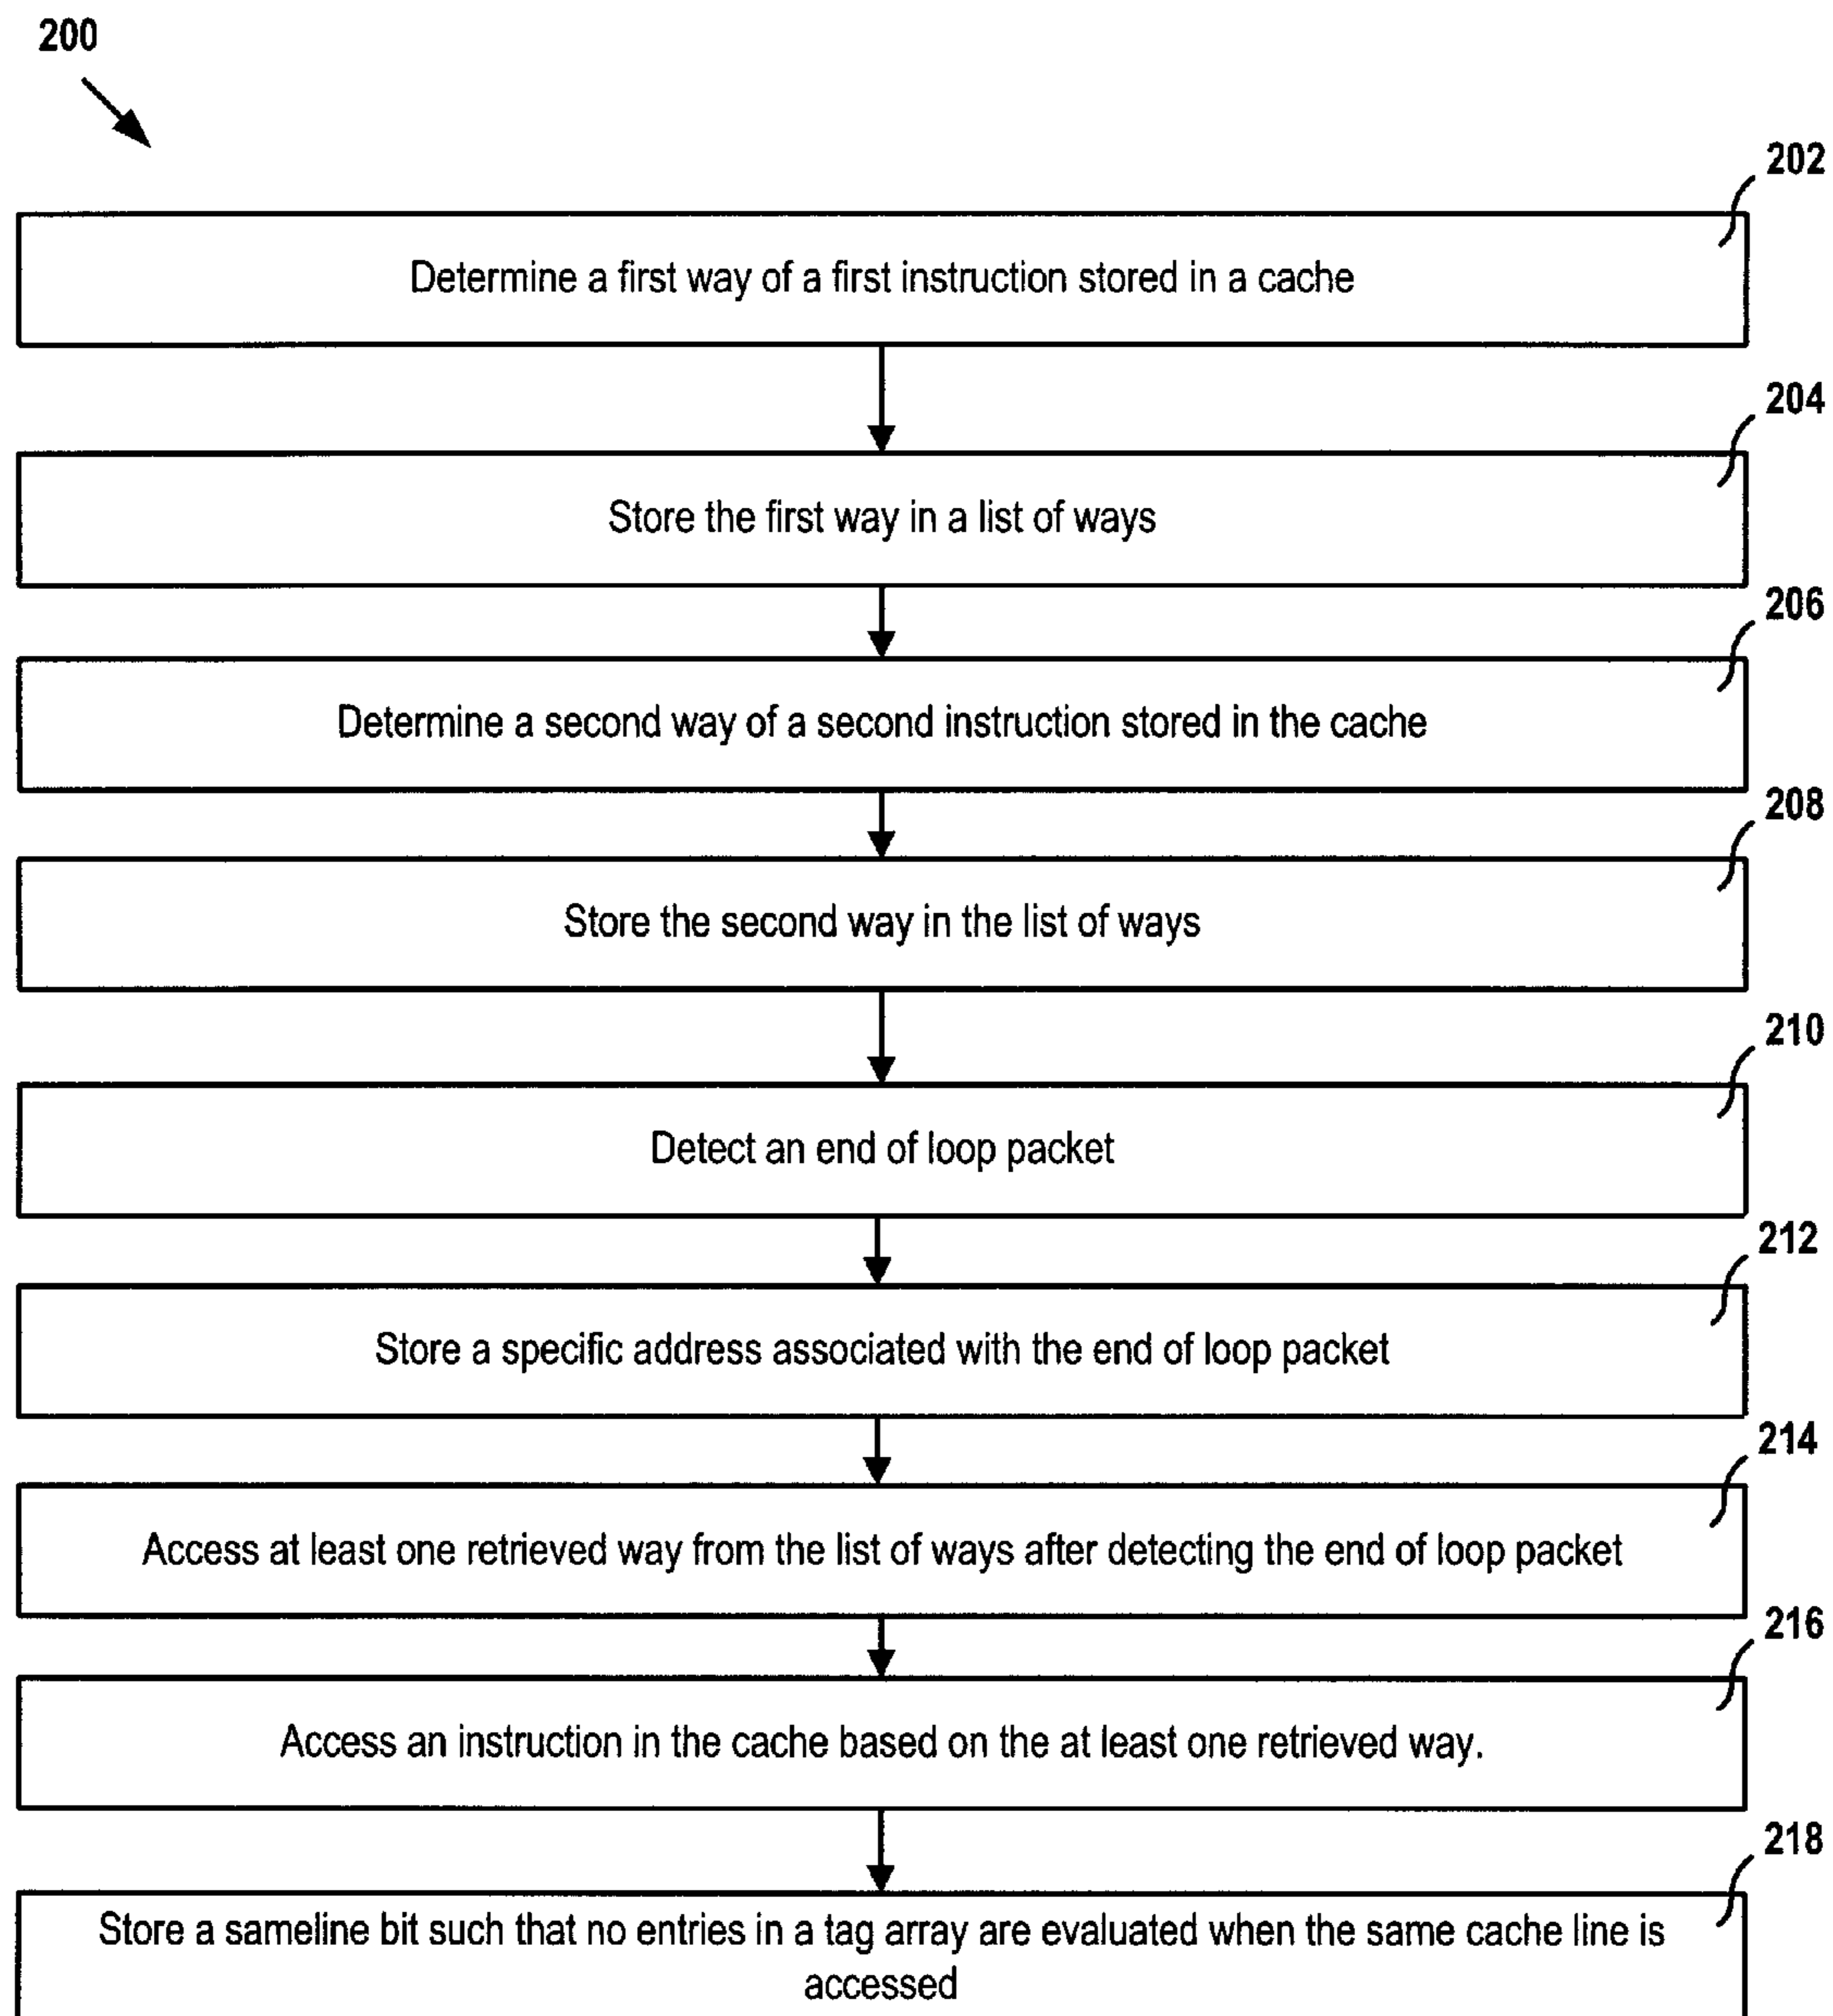 200
202
Determine a first way of a first instruction stored in a cache
204
Store the first way in a list of ways
206
Determine a second way of a second instruction stored in the cache
208
Store the second way in the list of ways
210
Detect an end of loop packet
212
Store a specific address associated with the end of loop packet
214
Access at least one retrieved way from the list of ways after detecting the end of loop packet
216
Access an instruction in the cache based on the at least one retrieved way.
218
Store a sameline bit such that no entries in a tag array are evaluated when the same cache line is
accessed